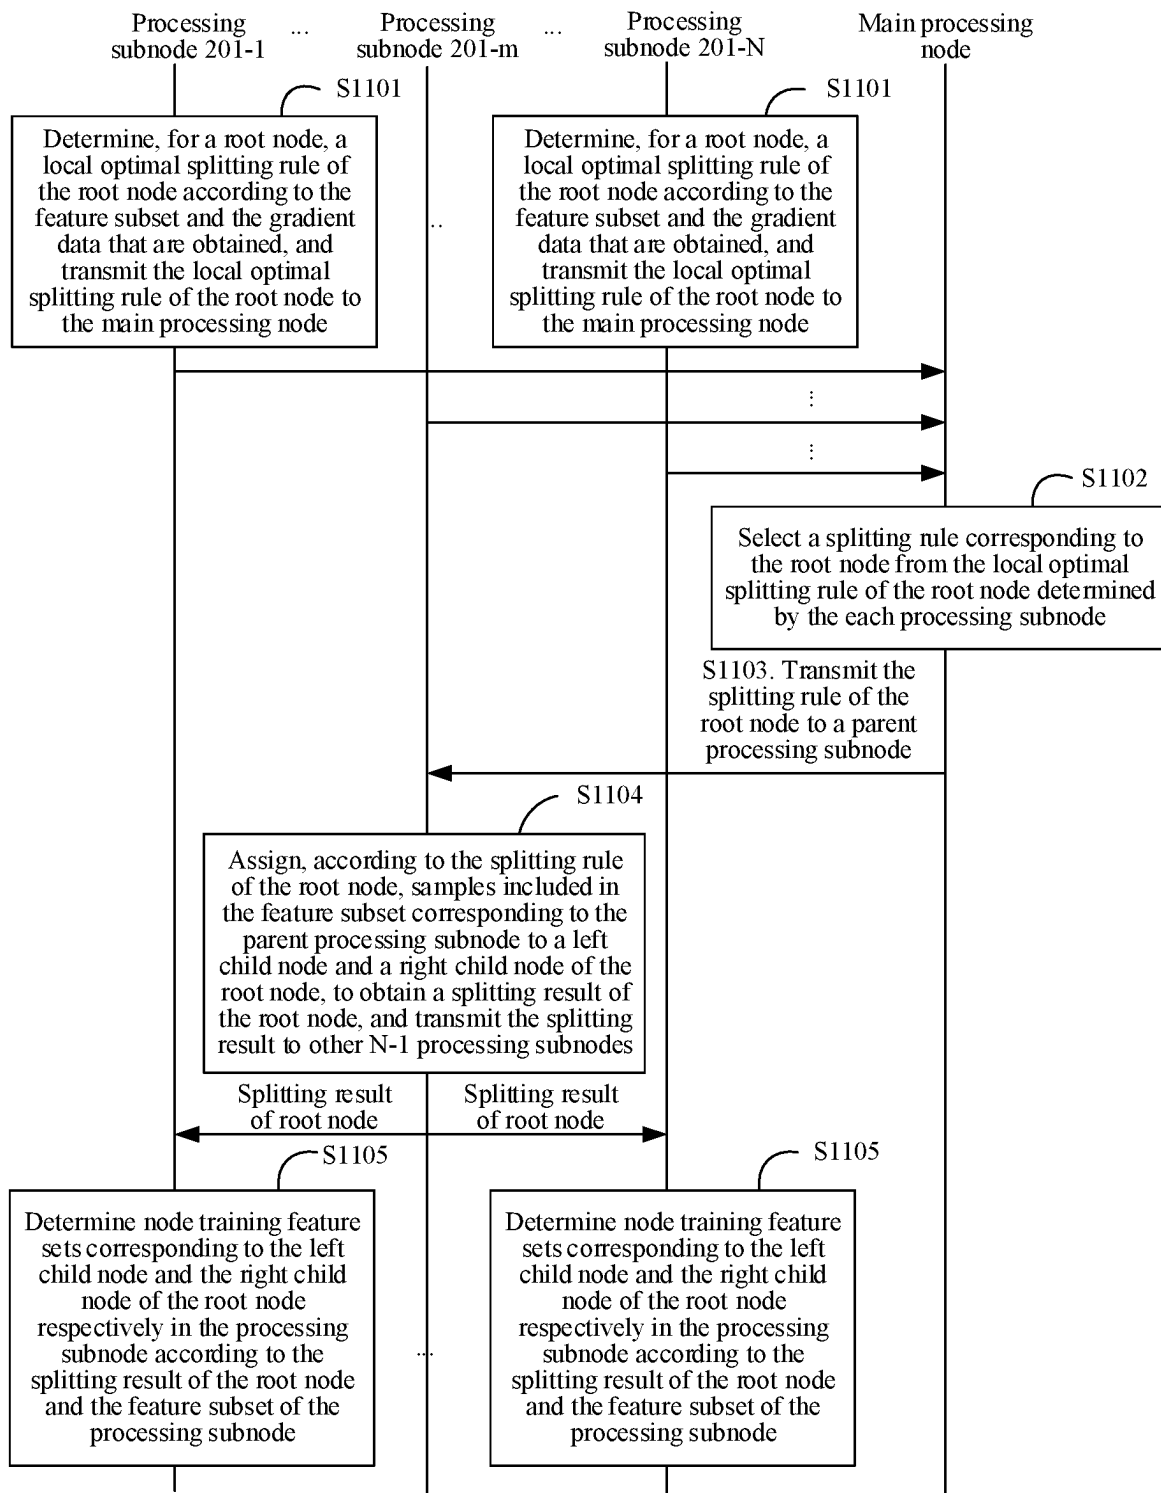 Processing
subnode 201-1
...
Processing
subnode 201-m
...
Processing
subnode 201-N
Main processing
node
S1101
Determine, for a root node, a
local optimal splitting rule of
the root node according to the
feature subset and the gradient
data that are obtained, and
transmit the local optimal
splitting rule of the root node to
the main processing node
..
S1101
Determine, for a root node, a
local optimal splitting rule of
the root node according to the
feature subset and the gradient
data that are obtained, and
transmit the local optimal
splitting rule of the root node to
the main processing node
...
...
S1102
Select a splitting rule corresponding to
the root node from the local optimal
splitting rule of the root node determined
by the each processing subnode
S1103. Transmit the
splitting rule of the
root node to a parent
processing subnode
S1104
Assign, according to the splitting rule
of the root node, samples included in
the feature subset corresponding to the
parent processing subnode to a left
child node and a right child node of the
root node, to obtain a splitting result of
the root node, and transmit the splitting
result to other N-1 processing subnodes
Splitting result
of root node
Splitting result
of root node
S1105
Determine node training feature
sets corresponding to the left
child node and the right child
node of the root node
respectively in the processing
subnode according to the
splitting result of the root node
and the feature subset of the
processing subnode
...
S1105
Determine node training feature
sets corresponding to the left
child node and the right child
node of the root node
respectively in the processing
subnode according to the
splitting result of the root node
and the feature subset of the
processing subnode